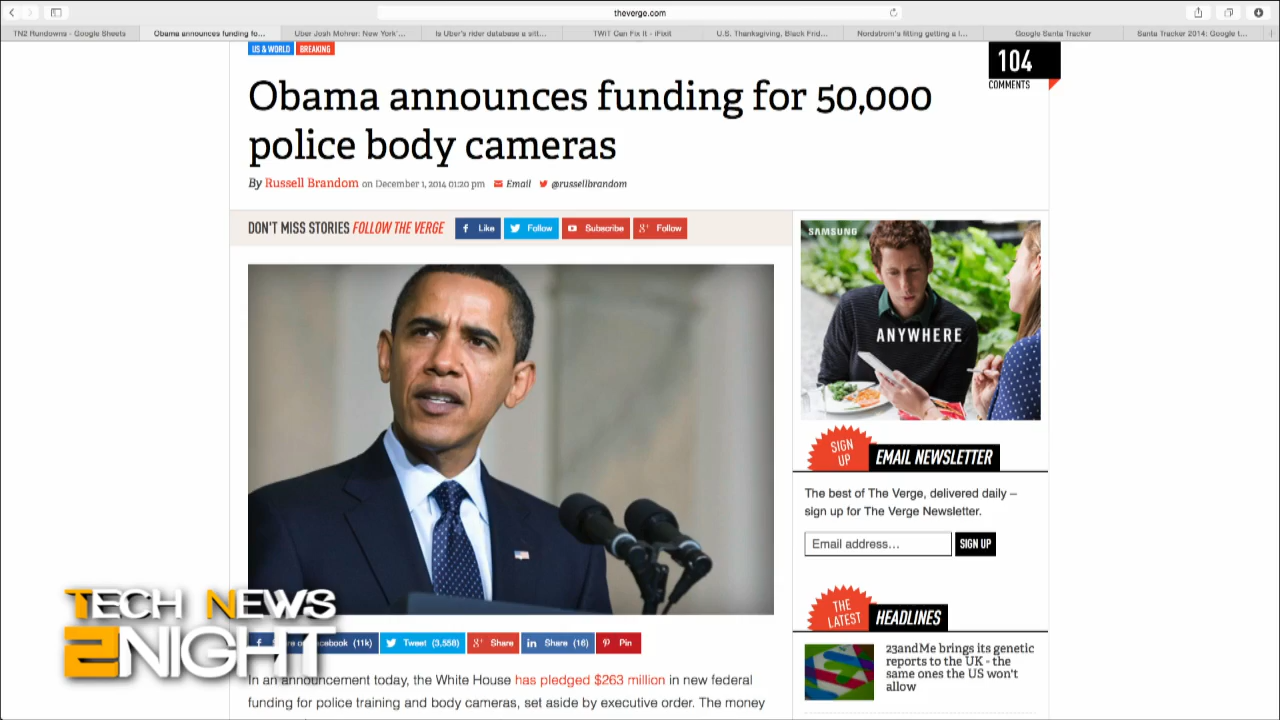 theverge.com
TN2 Rundowns - Google Sheets
Obama announces funding fo...
Uber Josh Mohrer: New York'...
Is Uber's rider database a sitt...
TWiT Can Fix It - iFixit
U.S. Thanksgiving, Black Frid...
Nordstrom's fitting getting a l...
Google Santa Tracker
Santa Tracker 2014: Google t...
US & WORLD
BREAKING
104
COMMENTS
Obama announces funding for 50,000
police body cameras
By Russell Brandom on December 1, 2014 01:20 pm Email @russellbrandom
DON'T MISS STORIES FOLLOW THE VERGE
f Like
Follow
Subscribe
g+ Follow
SAMSUNG
ANYWHERE
SIGN
UP
EMAIL NEWSLETTER
The best of The Verge, delivered daily –
sign up for The Verge Newsletter.
Email address...
SIGN UP
THE
LATEST
HEADLINES
23andMe brings its genetic
reports to the UK - the
same ones the US won't
allow
TECH NEWS
2NIGHT
f (11k)
Tweet (3,558)
g+ Share
in Share (16)
Pin
In an announcement today, the White House has pledged $263 million in new federal
funding for police training and body cameras, set aside by executive order. The money